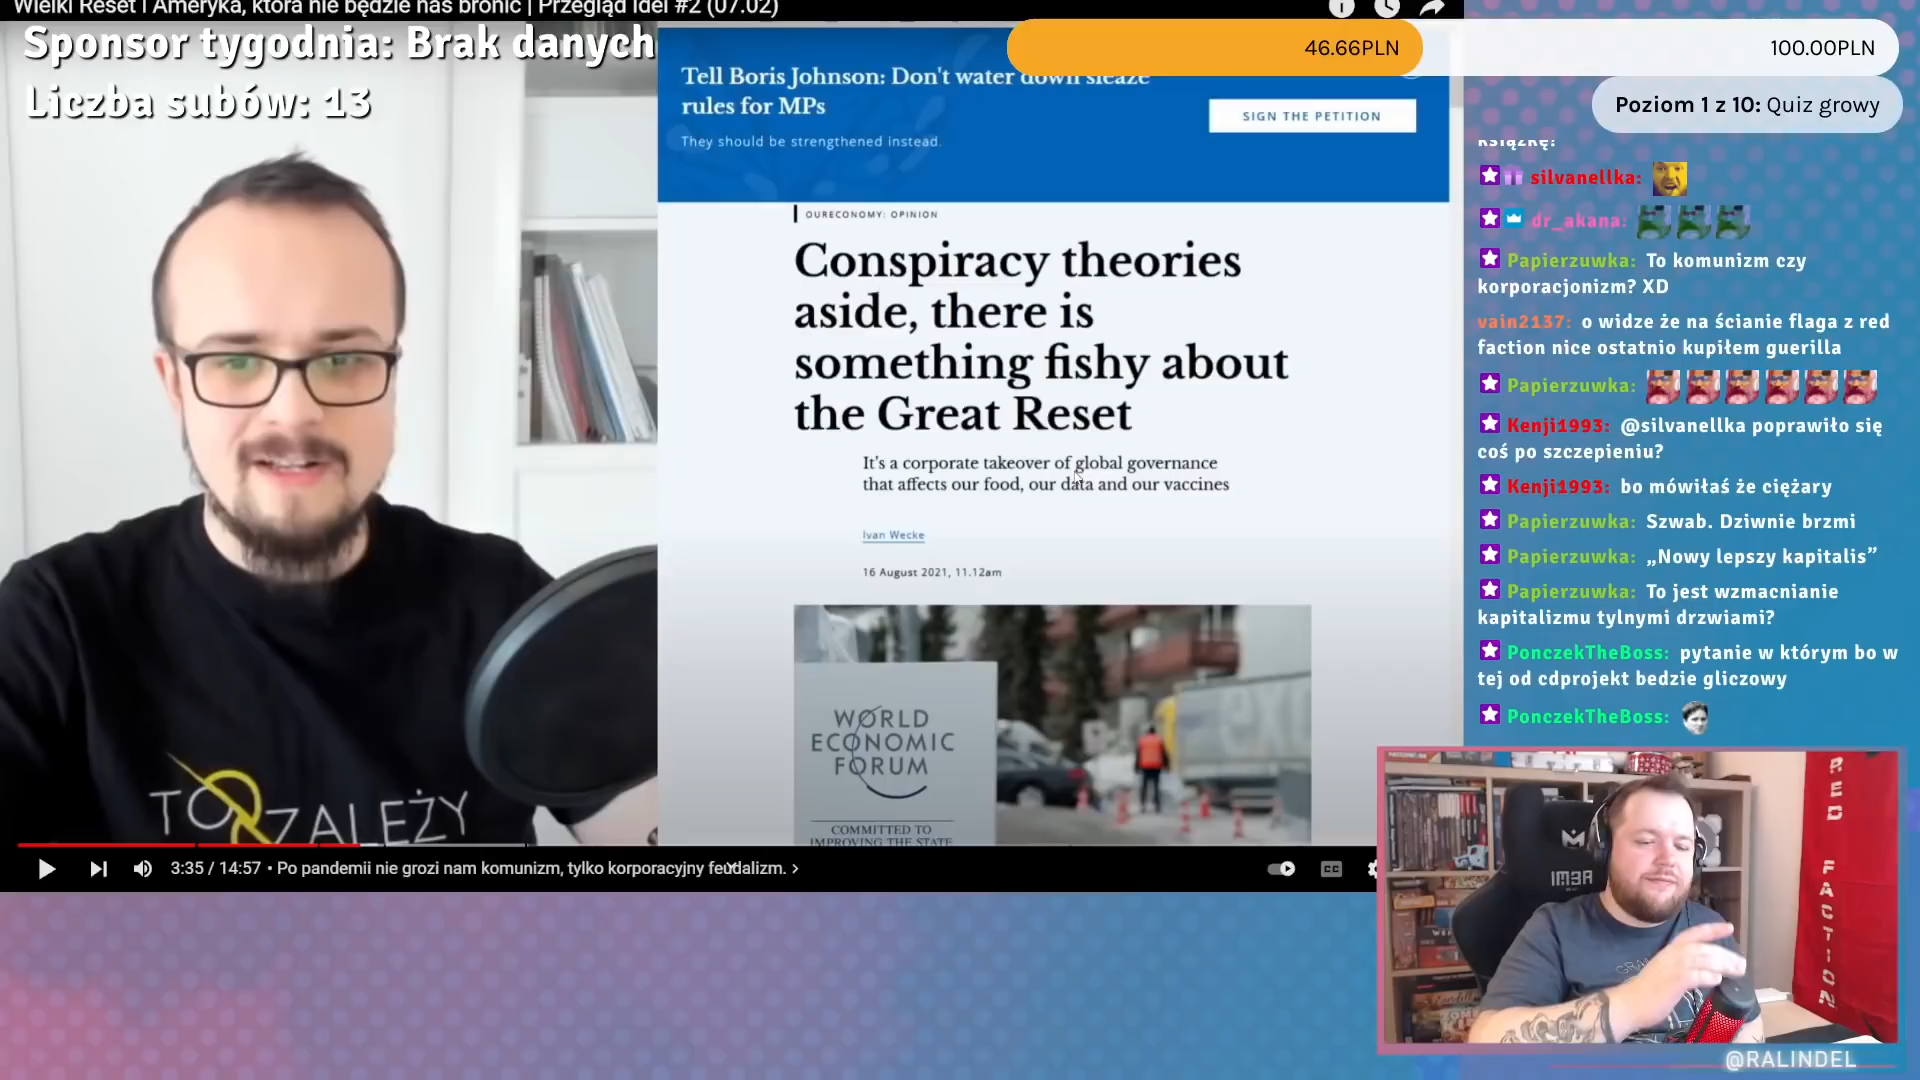 Wielki Reset i Ameryka, która nie będzie nas bronić | Przegląd Idei #2 (07.02)
Sponsor tygodnia: Brak danych
Liczba subów: 13
46.66PLN
100.00PLN
Poziom 1 z 10: Quiz growy
Tell Boris Johnson: Don't water down sleaze
rules for MPs
They should be strengthened instead.
SIGN THE PETITION
OURECONOMY: OPINION
Conspiracy theories
aside, there is
something fishy about
the Great Reset
It's a corporate takeover of global governance
that affects our food, our data and our vaccines
Ivan Wecke
16 August 2021, 11.12am
WORLD
ECONOMIC
FORUM
COMMITTED TO
IMPROVING THE STATE
TO ZALEŻY
3:35 / 14:57 • Po pandemii nie grozi nam komunizm, tylko korporacyjny feudalizm. >
CC
książkę!
silvanellka:
dr_akana:
Papierzuwka: To komunizm czy
korporacjonizm? XD
vain2137: o widze że na ścianie flaga z red
faction nice ostatnio kupiłem guerilla
Papierzuwka:
Kenji1993: @silvanellka poprawiło się
coś po szczepieniu?
Kenji1993: bo mówiłaś że ciężary
Papierzuwka: Szwab. Dziwnie brzmi
Papierzuwka: „Nowy lepszy kapitalis”
Papierzuwka: To jest wzmacnianie
kapitalizmu tylnymi drzwiami?
PonczekTheBoss: pytanie w którym bo w
tej od cdprojekt bedzie gliczowy
PonczekTheBoss:
RED FACTION
@RALINDEL